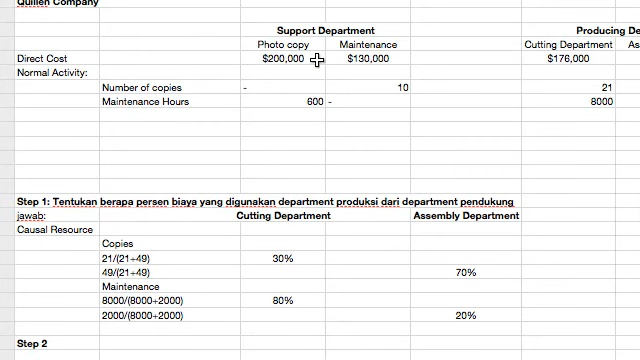 Quillen Company
Support Department Producing De
Photo copy Maintenance Cutting Department As
Direct Cost $200,000 $130,000 $176,000
Normal Activity:
Number of copies - 10 21
Maintenance Hours 600 - 8000
Step 1: Tentukan berapa persen biaya yang digunakan department produksi dari department pendukung
jawab: Cutting Department Assembly Department
Causal Resource
Copies
21/(21+49) 30%
49/(21+49) 70%
Maintenance
8000/(8000+2000) 80%
2000/(8000+2000) 20%
Step 2